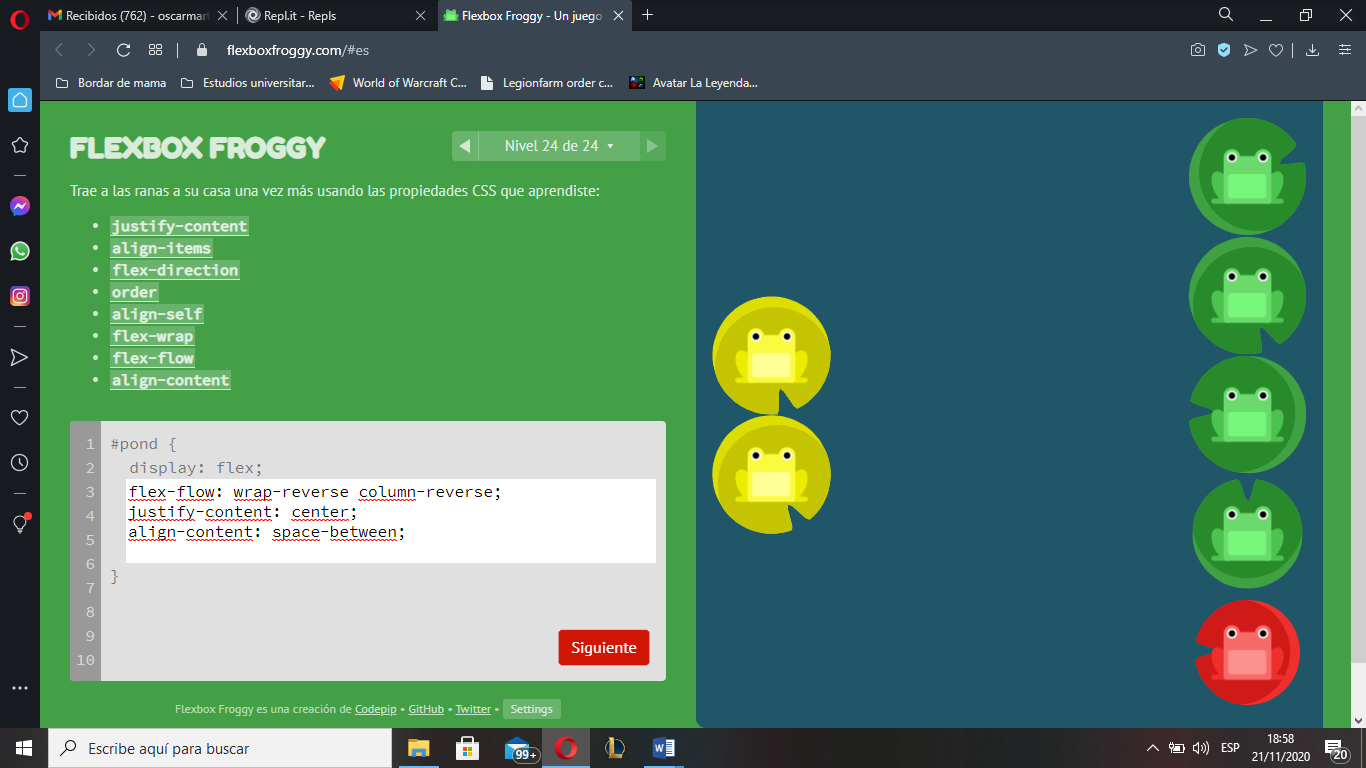 Recibidos (762) - oscarmar
Repl.it - Repls
Flexbox Froggy - Un juego
flexboxfroggy.com/#es
Bordar de mama
Estudios universitar...
World of Warcraft C...
Legionfarm order c...
Avatar La Leyenda...
FLEXBOX FROGGY
Nivel 24 de 24
Trae a las ranas a su casa una vez más usando las propiedades CSS que aprendiste:
justify-content
align-items
flex-direction
order
align-self
flex-wrap
flex-flow
align-content
1 #pond {
2 display: flex;
3 flex-flow: wrap-reverse column-reverse;
4 justify-content: center;
5 align-content: space-between;
6 }
7
8
9
10
Siguiente
Flexbox Froggy es una creación de Codepip • GitHub • Twitter • Settings
Escribe aquí para buscar
99+
ESP
18:58
21/11/2020
20